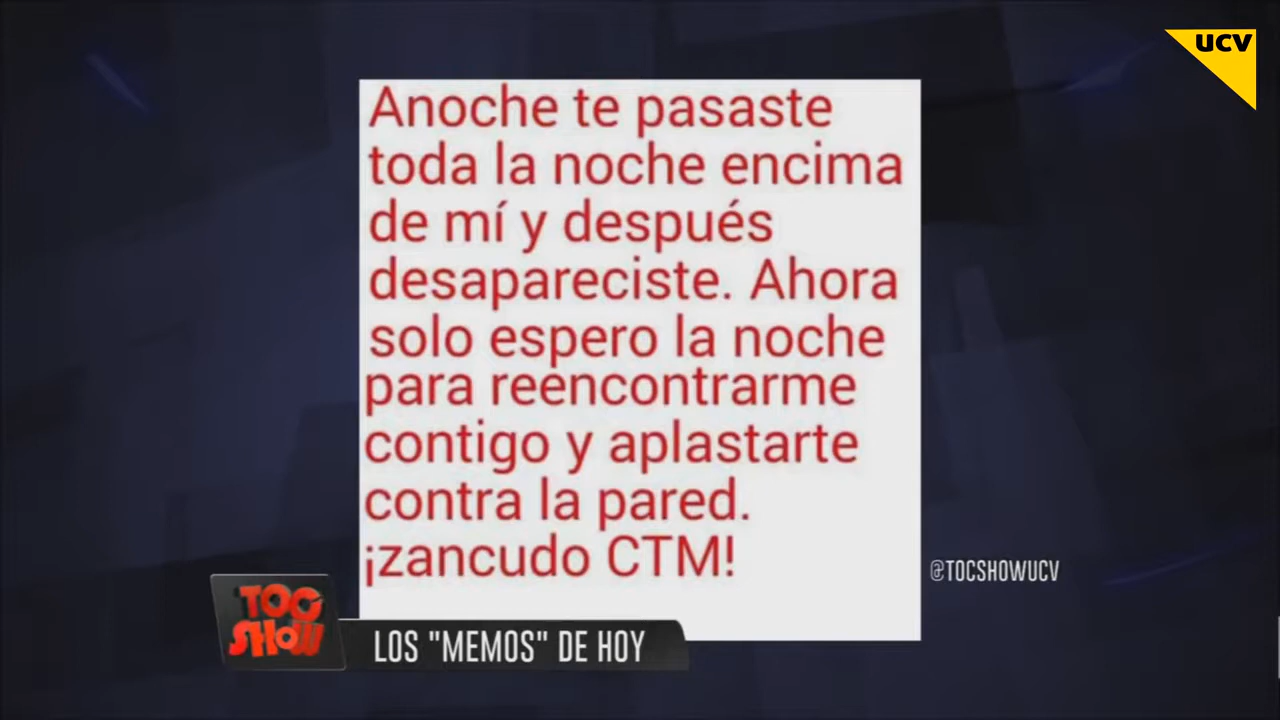 UCV
Anoche te pasaste
toda la noche encima
de mí y después
desapareciste. Ahora
solo espero la noche
para reencontrarme
contigo y aplastarte
contra la pared.
¡zancudo CTM!
@TOCSHOWUCV
TOC
SHOW
LOS "MEMOS" DE HOY